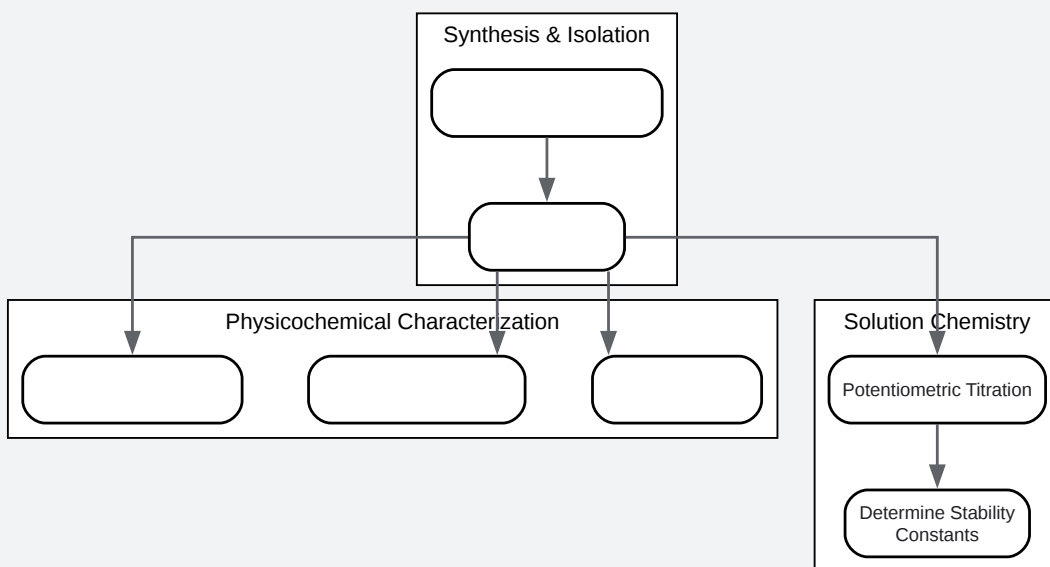 Synthesis & Isolation
Physicochemical Characterization
Solution Chemistry
Potentiometric Titration
Determine Stability
Constants